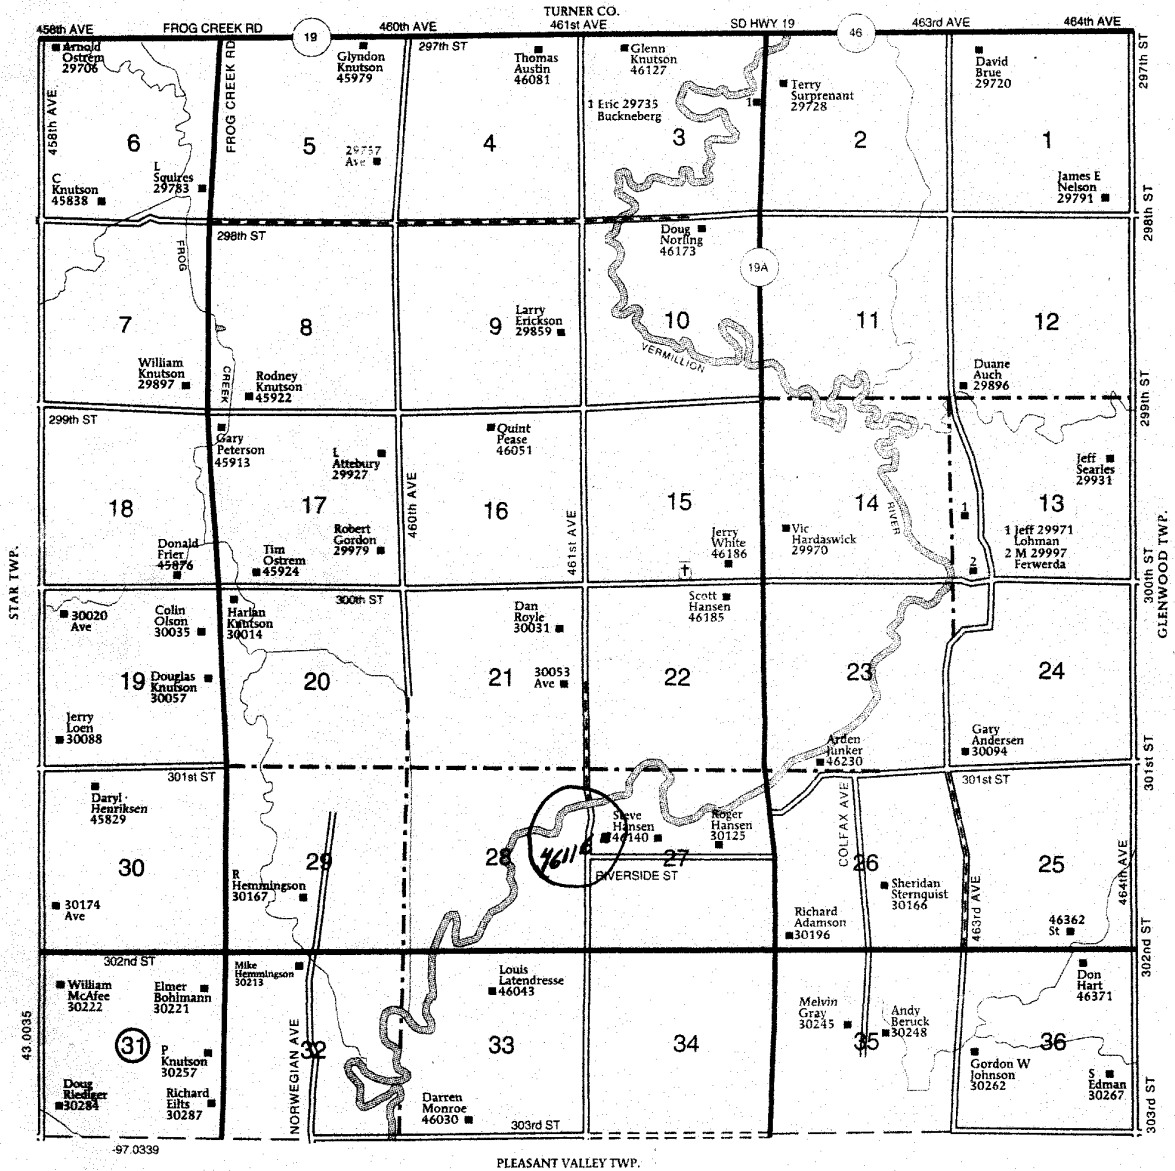 TURNER CO.
458th AVE
FROG CREEK RD
19
460th AVE
461st AVE
SD HWY 19
46
463rd AVE
464th AVE
297th ST
297th ST
Arnold
Ostrem
29706
Glyndon
Knutson
45979
Thomas
Austin
46081
Glenn
Knutson
46127
1 Eric 29735
Buckneberg
1
Terry
Surprenant
29728
David
Brue
29720
458th AVE.
FROG CREEK RD
6
5
4
3
2
1
29757
Ave
L
Squires
29783
C
Knutson
45838
James E
Nelson
29791
298th ST
298th ST
FROG
Doug
Norling
46173
19A
7
8
9
10
11
12
Larry
Erickson
29859
VERMILLION
William
Knutson
29897
CREEK
Rodney
Knutson
45922
Duane
Auch
29896
299th ST
299th ST
Gary
Peterson
45913
L
Attebury
29927
Quint
Pease
46051
Jeff
Searles
29931
460th AVE
461st AVE
RIVER
18
17
16
15
14
13
Robert
Gordon
29979
Jerry
White
46186
Vic
Hardaswick
29970
1
1 Jeff 29971
Lohman
2 M 29997
Ferwerda
2
Donald
Frier
45876
Tim
Ostrem
45924
STAR TWP.
GLENWOOD TWP.
300th ST
300th ST
30020
Ave
Colin
Olson
30035
Harlan
Knutson
30014
Dan
Royle
30031
Scott
Hansen
46185
19
20
21
22
23
24
Douglas
Knutson
30057
30053
Ave
Jerry
Loen
30088
Arden
Junker
46230
Gary
Andersen
30094
301st ST
301st ST
301st ST
Daryl
Henriksen
45829
Steve
Hansen
46140
46116
Roger
Hansen
30125
COLFAX AVE
30
29
28
27
26
25
RIVERSIDE ST
R
Hemmingson
30167
Sheridan
Sternquist
30166
463rd AVE
464th AVE
30174
Ave
Richard
Adamson
30196
46362
St
302nd ST
302nd ST
Mike
Hemmingson
30213
William
McAfee
30222
Elmer
Bohlmann
30221
Louis
Latendresse
46043
Don
Hart
46371
Melvin
Gray
30245
Andy
Beruck
30248
43.0035
31
32
33
34
35
36
NORWEGIAN AVE
P
Knutson
30257
Gordon W
Johnson
30262
S
Edman
30267
Doug
Riediger
30284
Richard
Eilts
30287
Darren
Monroe
46030
303rd ST
303rd ST
-97.0339
PLEASANT VALLEY TWP.